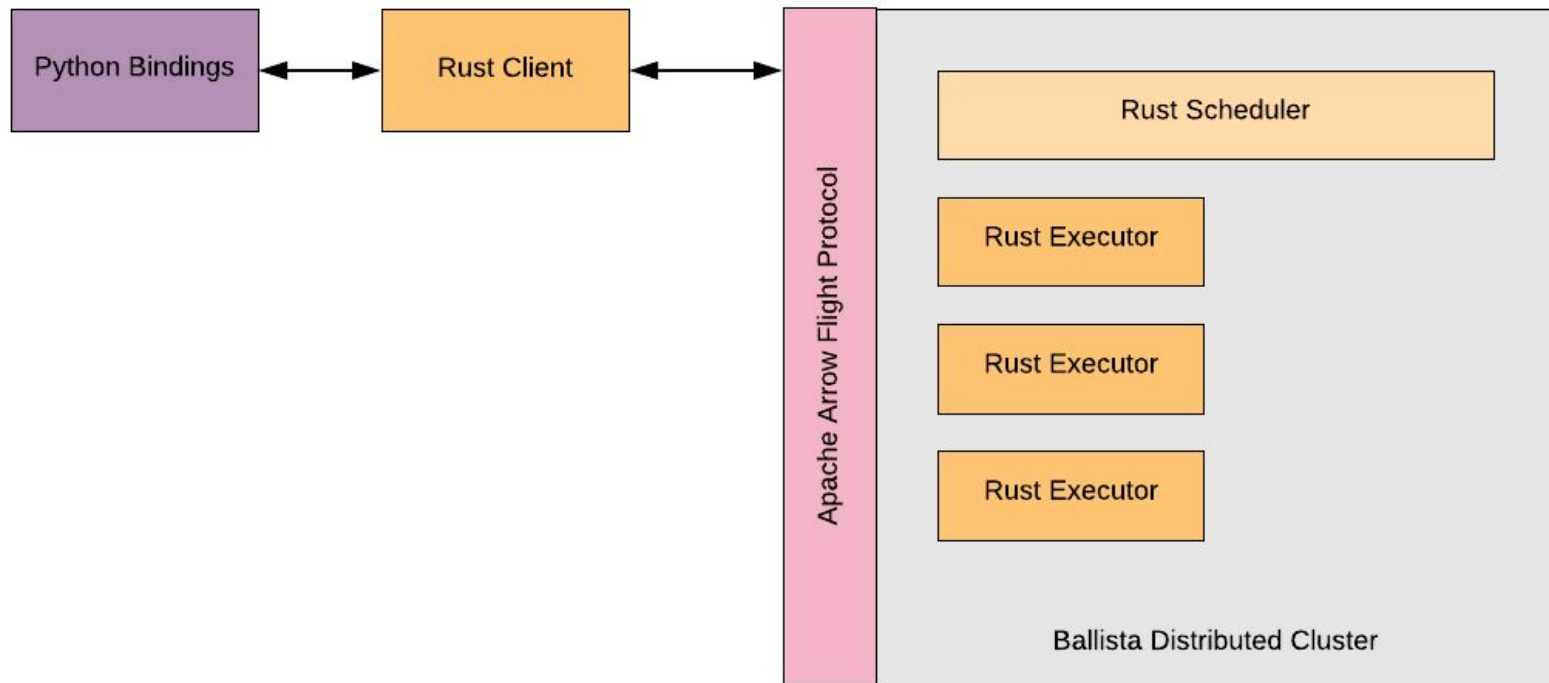 Python Bindings
Rust Client
Apache Arrow Flight Protocol
Rust Scheduler
Rust Executor
Rust Executor
Rust Executor
Ballista Distributed Cluster